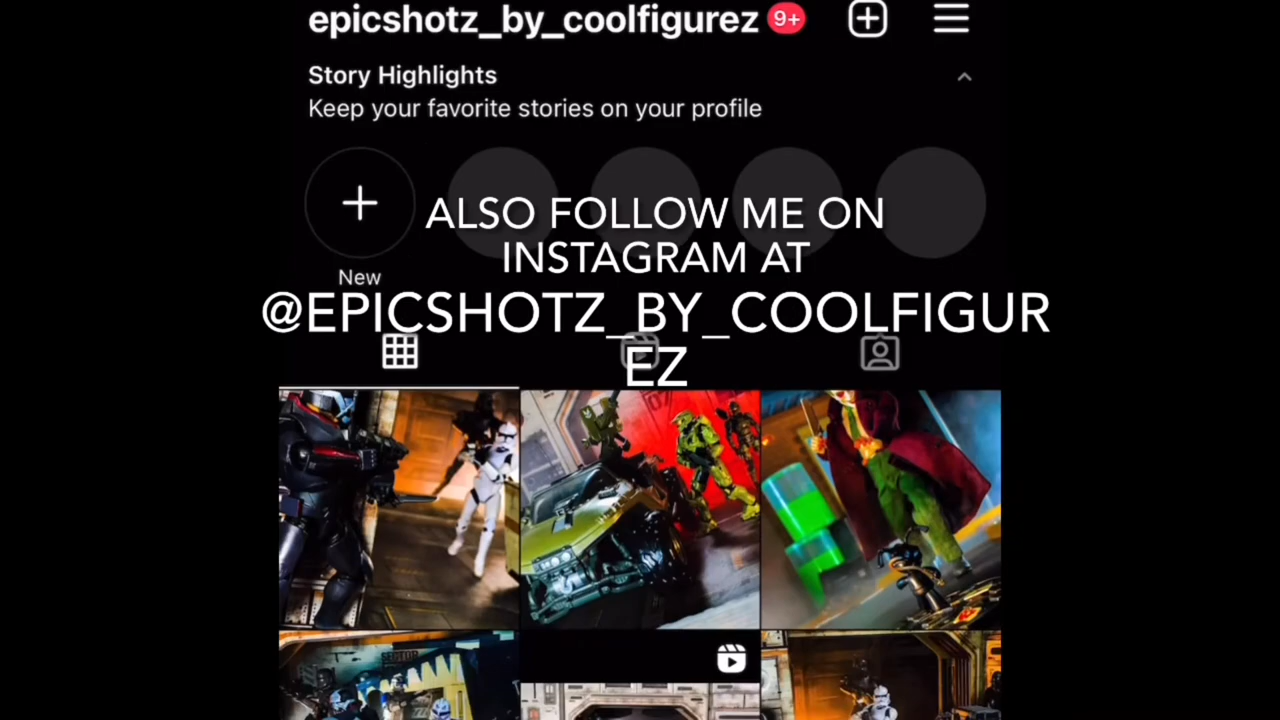 epicshotz_by_coolfigurez 9+
Story Highlights
Keep your favorite stories on your profile
ALSO FOLLOW ME ON
INSTAGRAM AT
New
@EPICSHOTZ_BY_COOLFIGUR
EZ